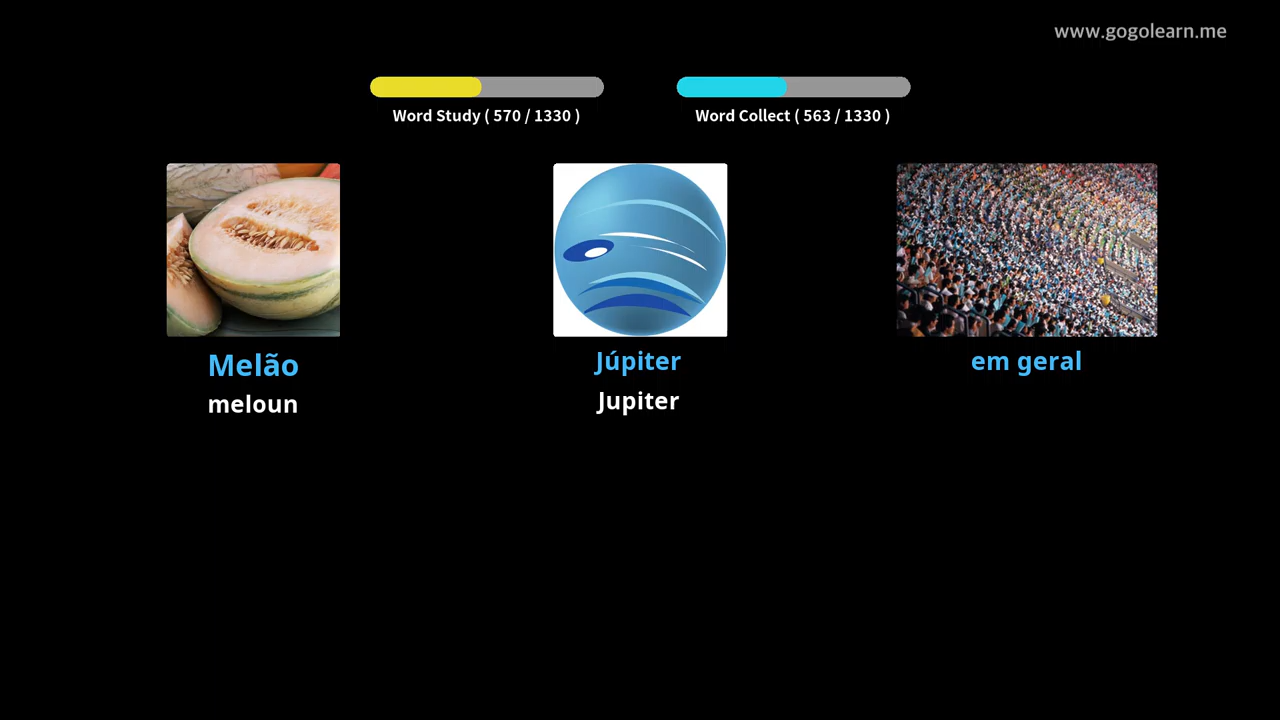 www.gogolearn.me
Word Study ( 570 / 1330 )
Word Collect ( 563 / 1330 )
Melão
meloun
Júpiter
Jupiter
em geral